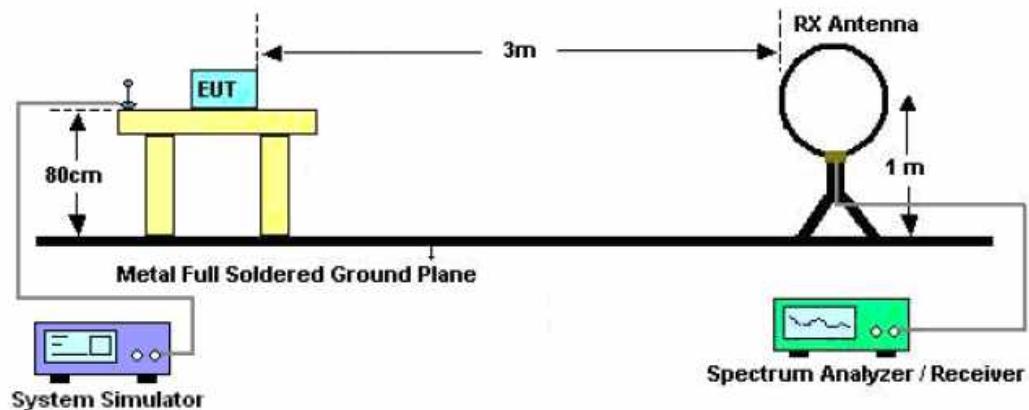 RX Antenna
3m
EUT
80cm
1 m
Metal Full Soldered Ground Plane
System Simulator
Spectrum Analyzer / Receiver